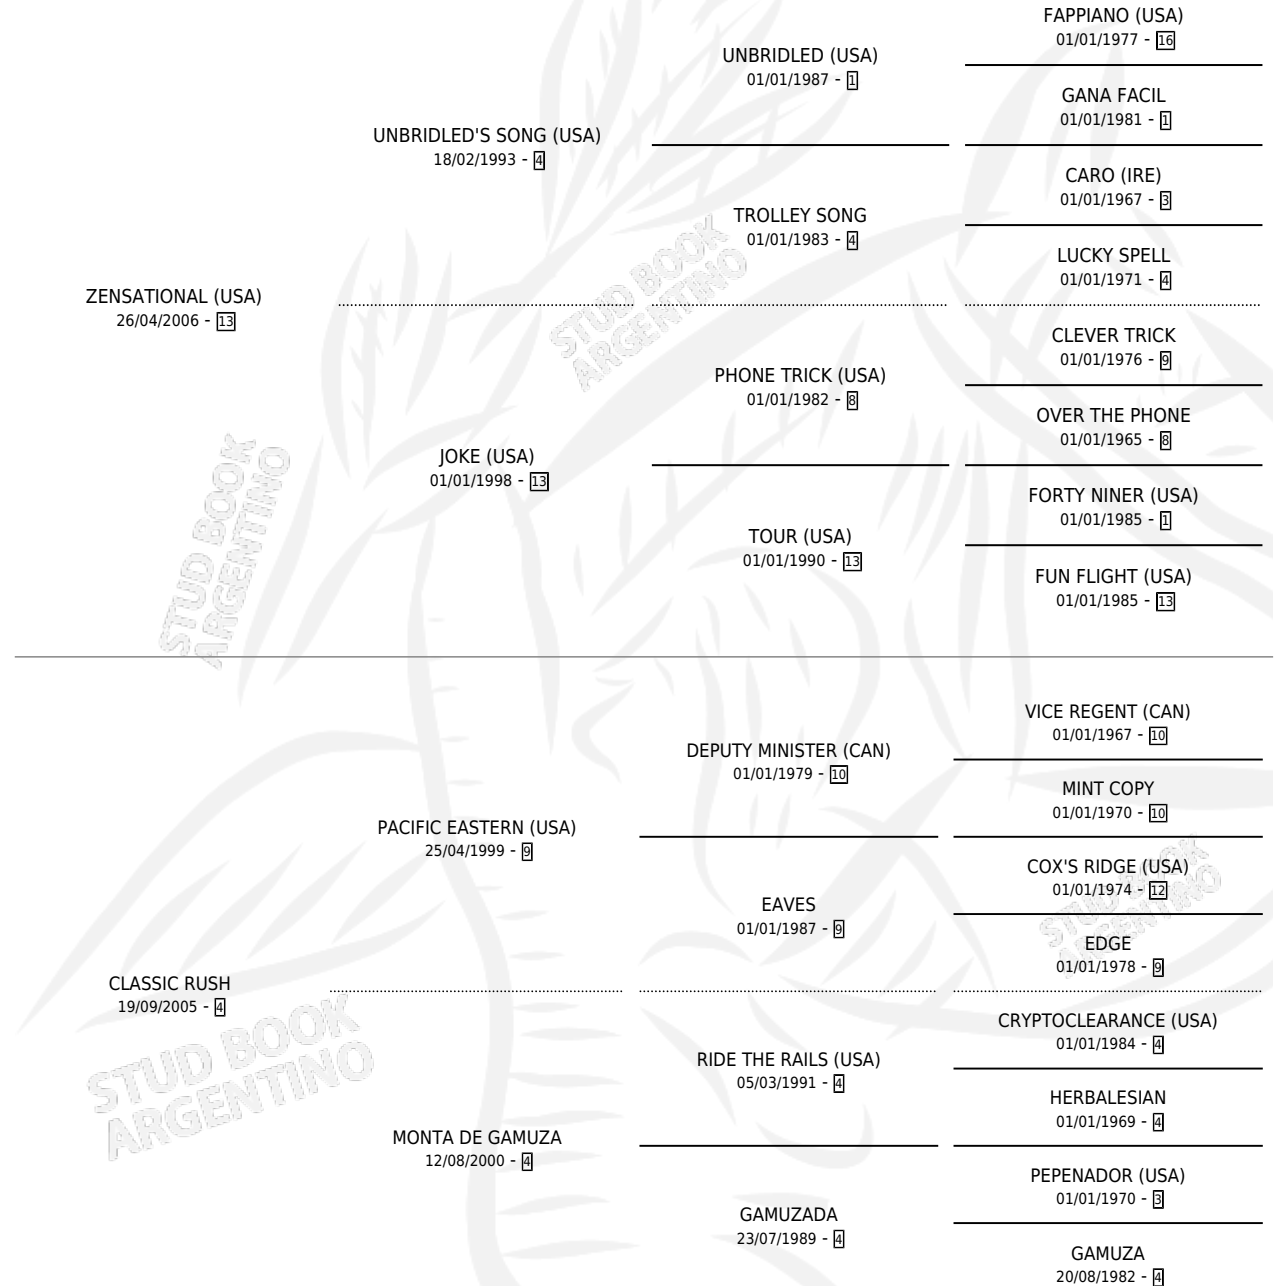 FAPPIANO (USA)
01/01/1977 - 16
UNBRIDLED (USA)
01/01/1987 - 1
GANA FACIL
01/01/1981 - 1
UNBRIDLED'S SONG (USA)
18/02/1993 - 4
CARO (IRE)
01/01/1967 - 3
TROLLEY SONG
01/01/1983 - 4
LUCKY SPELL
01/01/1971 - 4
ZENSATIONAL (USA)
26/04/2006 - 13
CLEVER TRICK
01/01/1976 - 9
PHONE TRICK (USA)
01/01/1982 - 8
OVER THE PHONE
01/01/1965 - 8
JOKE (USA)
01/01/1998 - 13
FORTY NINER (USA)
01/01/1985 - 1
TOUR (USA)
01/01/1990 - 13
FUN FLIGHT (USA)
01/01/1985 - 13
VICE REGENT (CAN)
01/01/1967 - 10
DEPUTY MINISTER (CAN)
01/01/1979 - 10
MINT COPY
01/01/1970 - 10
PACIFIC EASTERN (USA)
25/04/1999 - 9
COX'S RIDGE (USA)
01/01/1974 - 12
EAVES
01/01/1987 - 9
EDGE
01/01/1978 - 9
CLASSIC RUSH
19/09/2005 - 4
CRYPTOCLEARANCE (USA)
01/01/1984 - 4
RIDE THE RAILS (USA)
05/03/1991 - 4
HERBALESIAN
01/01/1969 - 4
MONTA DE GAMUZA
12/08/2000 - 4
PEPENADOR (USA)
01/01/1970 - 3
GAMUZADA
23/07/1989 - 4
GAMUZA
20/08/1982 - 4
STUD BOOK
ARGENTINO
STUD BOOK
ARGENTINO
STUD BOOK
ARGENTINO
STUD BOOK
ARGENTINO